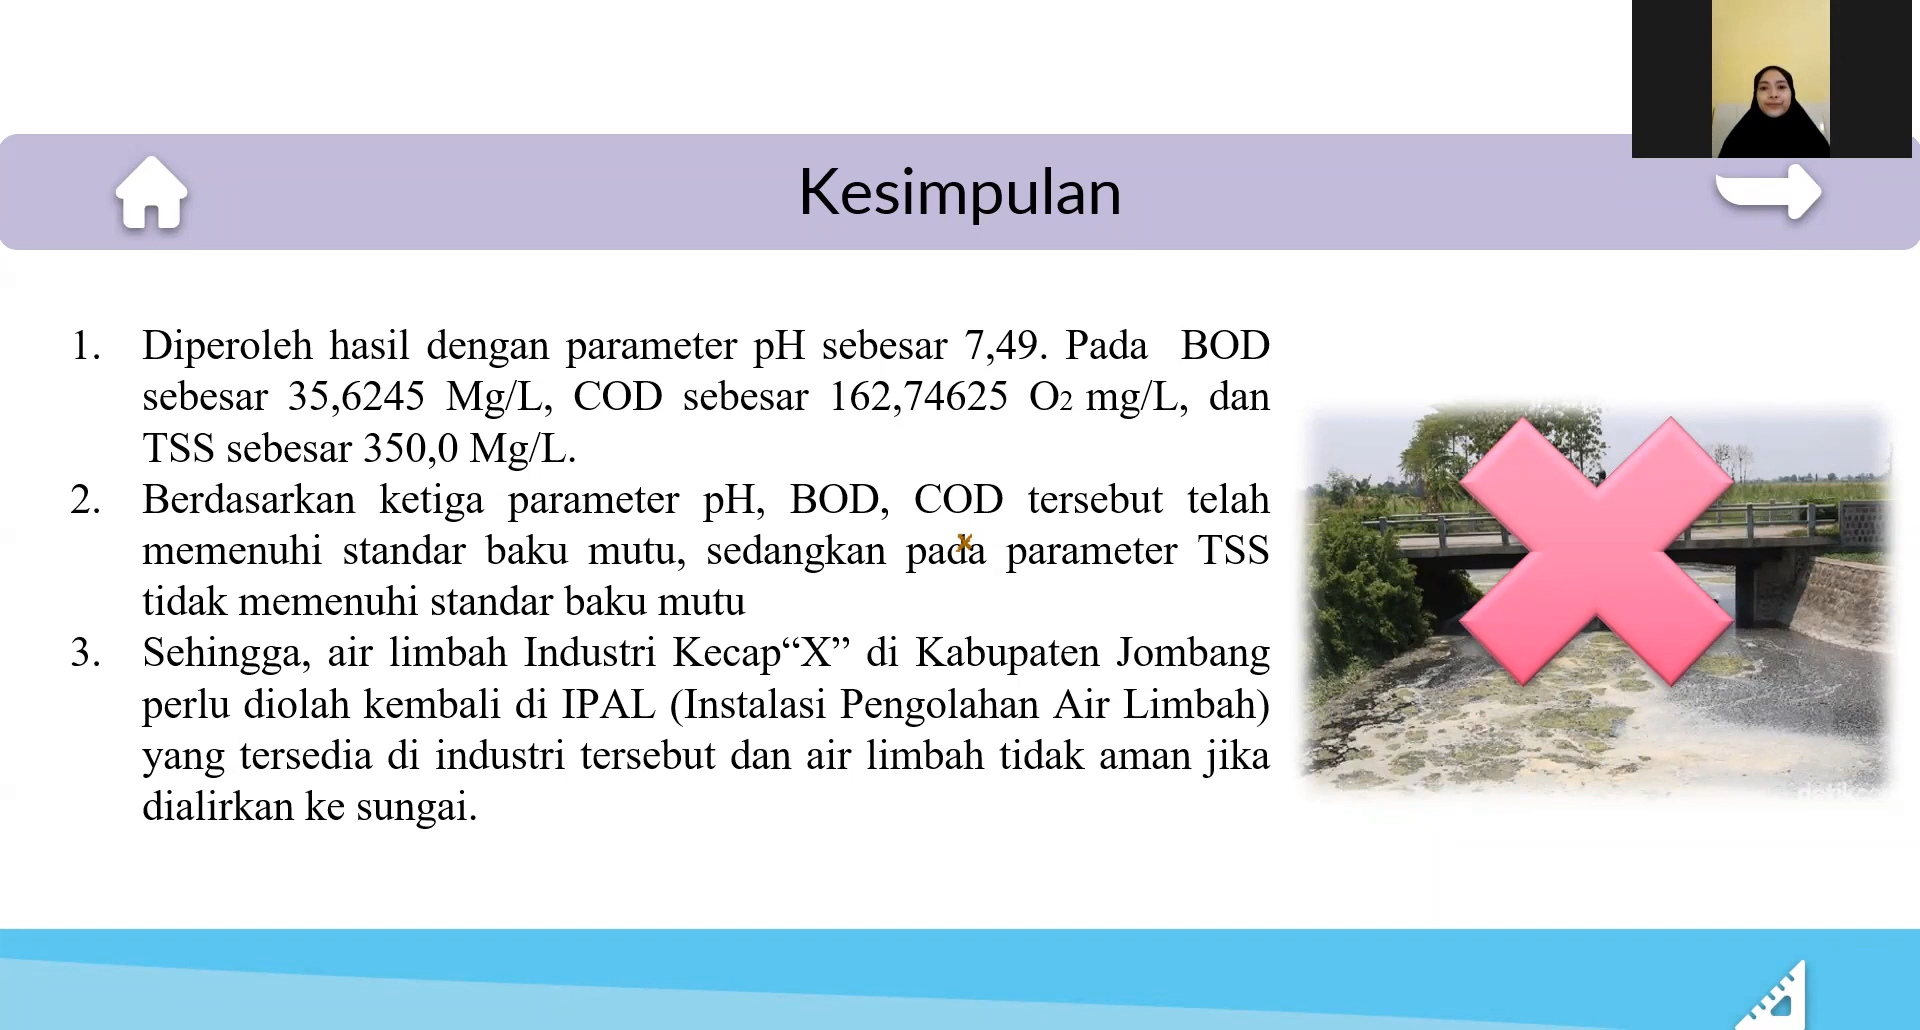 Kesimpulan
1. Diperoleh hasil dengan parameter pH sebesar 7,49. Pada BOD
sebesar 35,6245 Mg/L, COD sebesar 162,74625 O2 mg/L, dan
TSS sebesar 350,0 Mg/L.
2. Berdasarkan ketiga parameter pH, BOD, COD tersebut telah
memenuhi standar baku mutu, sedangkan pada parameter TSS
tidak memenuhi standar baku mutu
3. Sehingga, air limbah Industri Kecap“X” di Kabupaten Jombang
perlu diolah kembali di IPAL (Instalasi Pengolahan Air Limbah)
yang tersedia di industri tersebut dan air limbah tidak aman jika
dialirkan ke sungai.